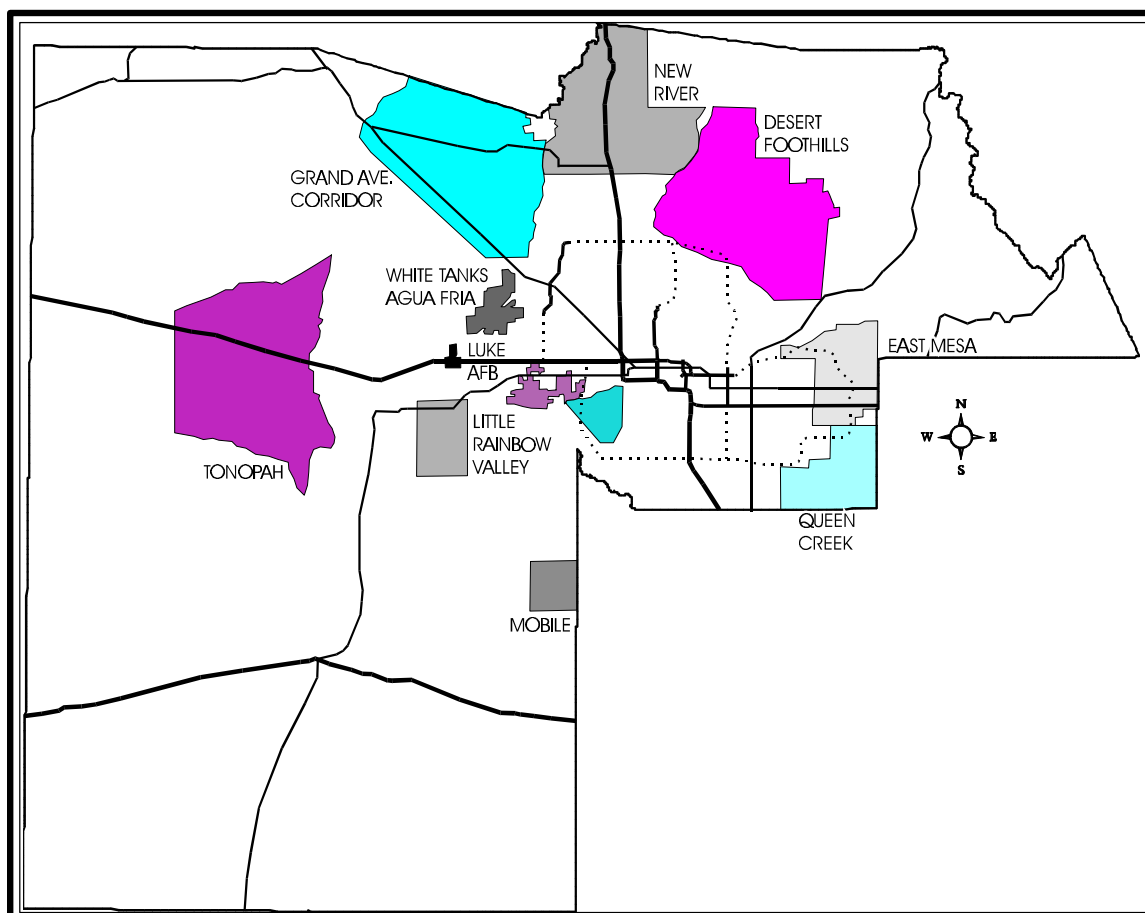 NEW
RIVER
DESERT
FOOTHILLS
GRAND AVE.
CORRIDOR
WHITE TANKS
AGUA FRIA
LUKE
AFB
EAST MESA
LITTLE
RAINBOW
VALLEY
TONOPAH
N
W E
S
QUEEN
CREEK
MOBILE